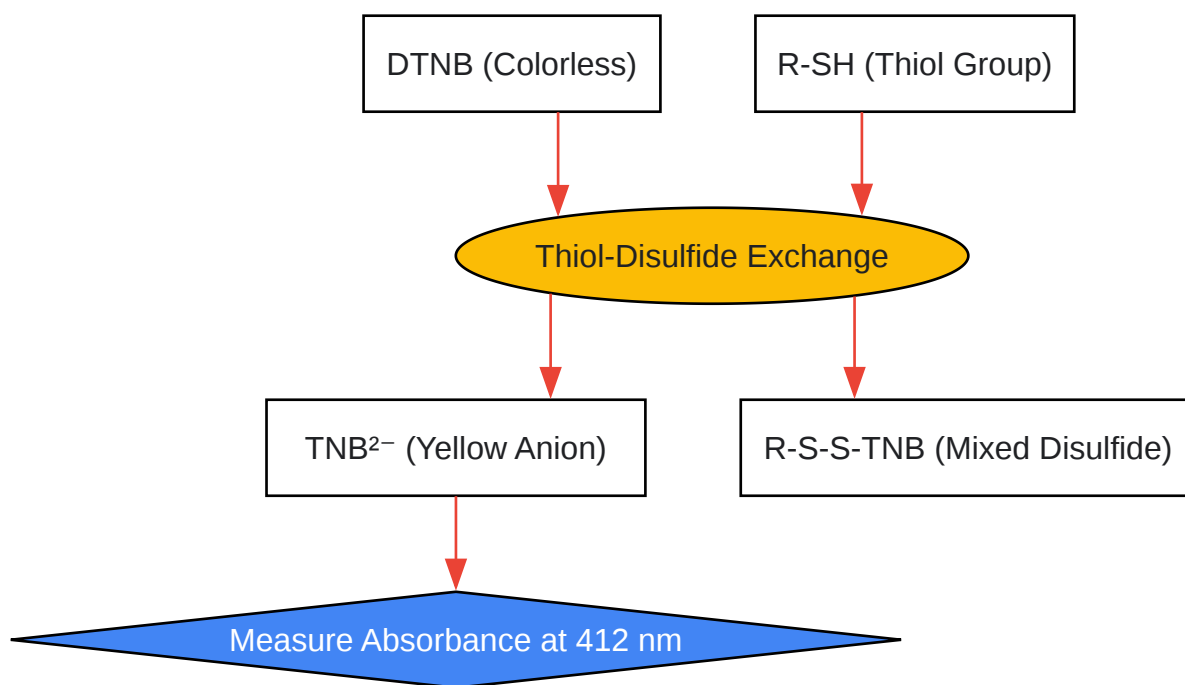 DTNB (Colorless)
R-SH (Thiol Group)
Thiol-Disulfide Exchange
TNB²⁻ (Yellow Anion)
R-S-S-TNB (Mixed Disulfide)
Measure Absorbance at 412 nm